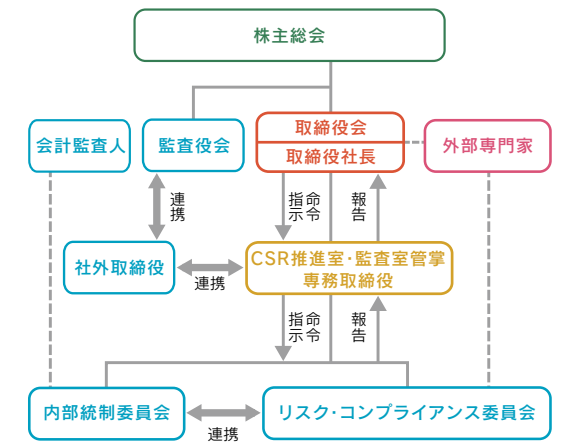 株主総会
会計監査人
監査役会
取締役会
取締役社長
外部専門家
連携
指示
命令
報告
社外取締役
連携
CSR推進室・監査室管掌
専務取締役
指示
命令
報告
内部統制委員会
連携
リスク・コンプライアンス委員会